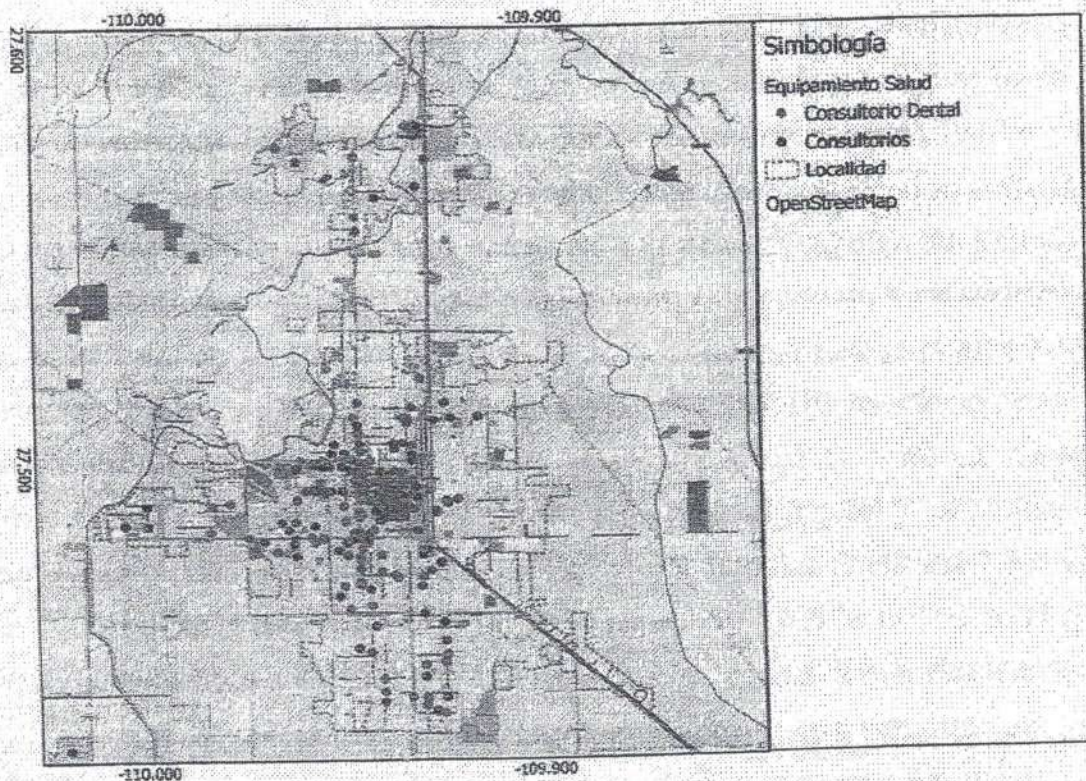 -110.000
-109.900
27.600
Simbología
Equipamiento Salud
Consultorio Dental
Consultorios
Localidad
OpenStreetMap
27.500
-110.000
-109.900